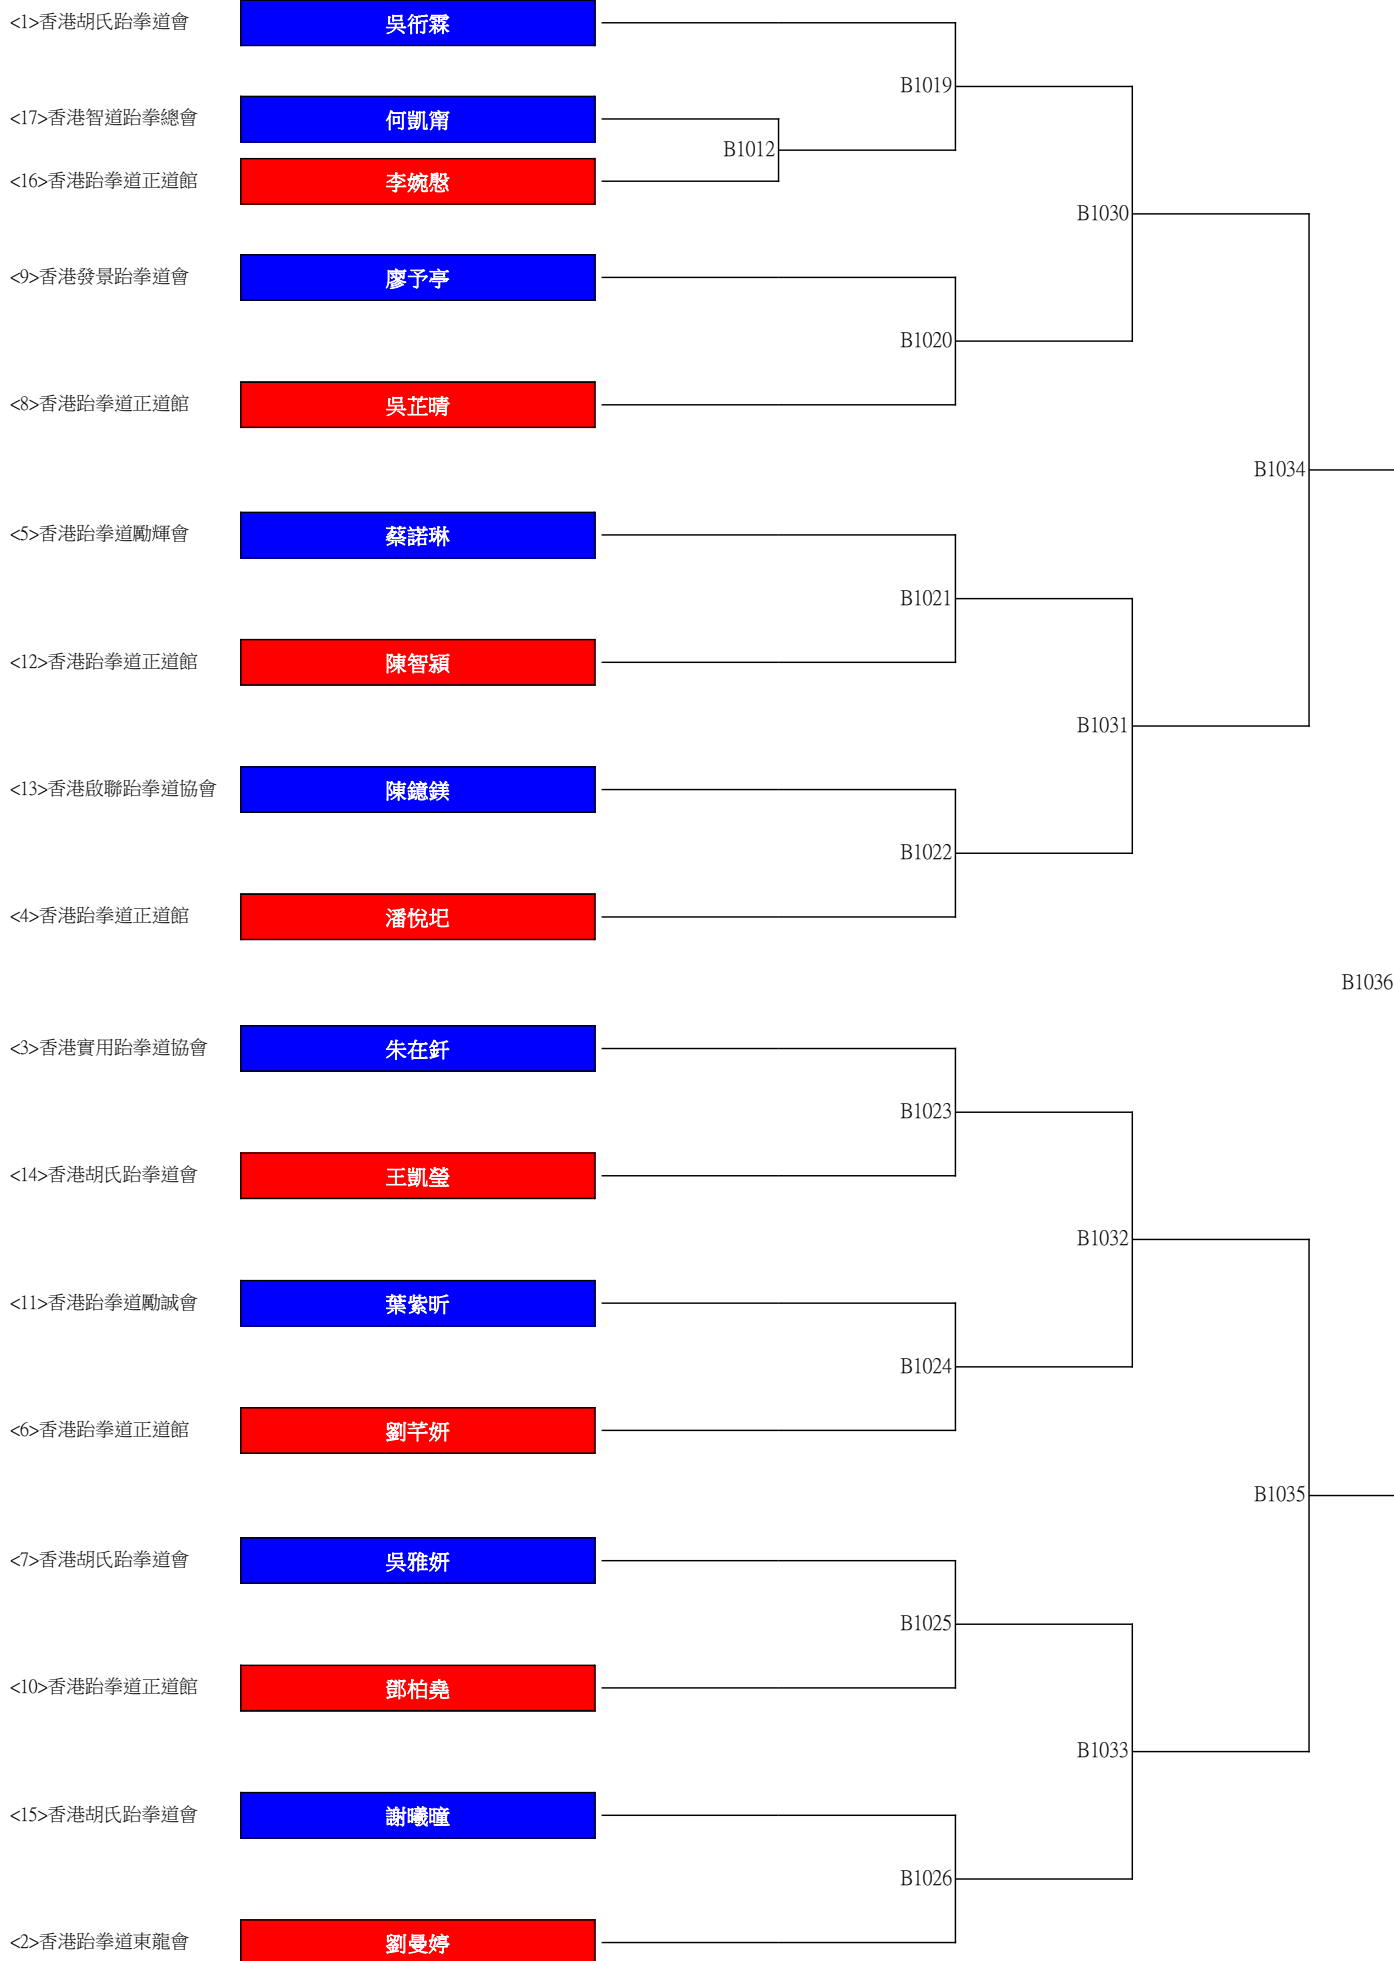 <1>香港胡氏跆拳道會 吳衍霖
B1019
<17>香港智道跆拳總會 何凱甯
B1012
<16>香港跆拳道正道館 李婉慇
B1030
<9>香港發景跆拳道會 廖予亭
B1020
<8>香港跆拳道正道館 吳芷晴
B1034
<5>香港跆拳道勵輝會 蔡諾琳
B1021
<12>香港跆拳道正道館 陳智潁
B1031
<13>香港啟聯跆拳道協會 陳鐿鎂
B1022
<4>香港跆拳道正道館 潘悅圯
B1036
<3>香港實用跆拳道協會 朱在釬
B1023
<14>香港胡氏跆拳道會 王凱瑩
B1032
<11>香港跆拳道勵誠會 葉紫昕
B1024
<6>香港跆拳道正道館 劉芊妍
B1035
<7>香港胡氏跆拳道會 吳雅妍
B1025
<10>香港跆拳道正道館 鄧柏堯
B1033
<15>香港胡氏跆拳道會 謝曦瞳
B1026
<2>香港跆拳道東龍會 劉曼婷